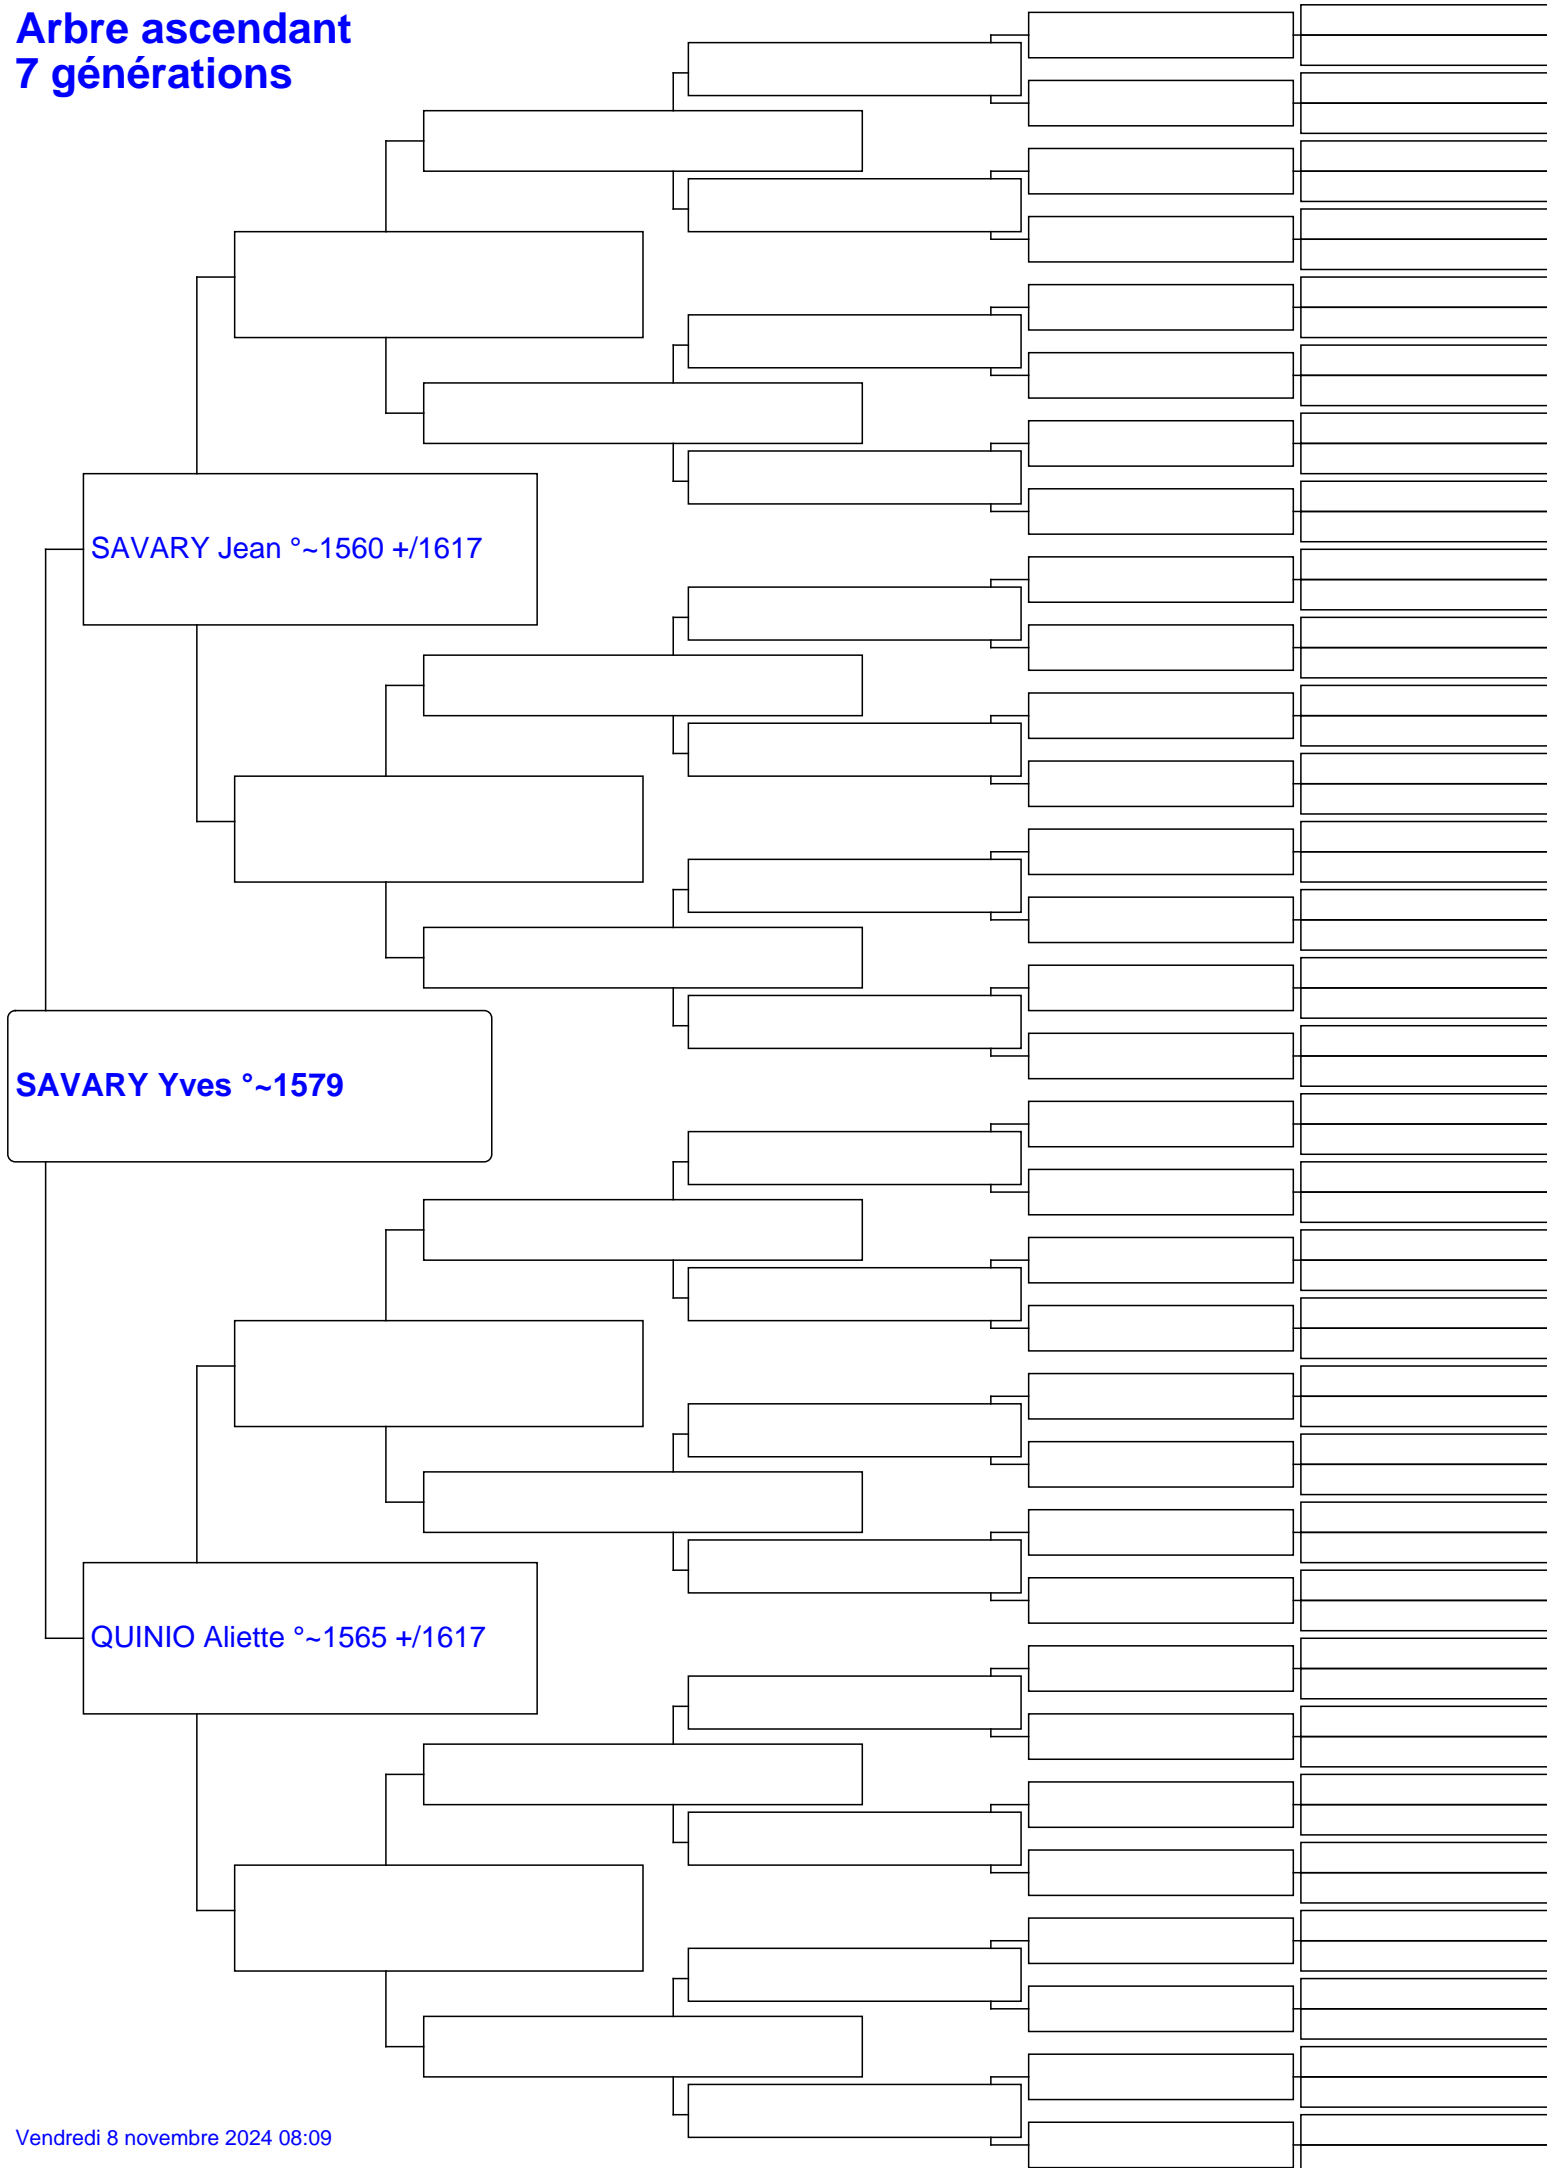 Arbre ascendant
7 générations
SAVARY Jean °~1560 +/1617
SAVARY Yves °~1579
QUINIO Aliette °~1565 +/1617
Vendredi 8 novembre 2024 08:09